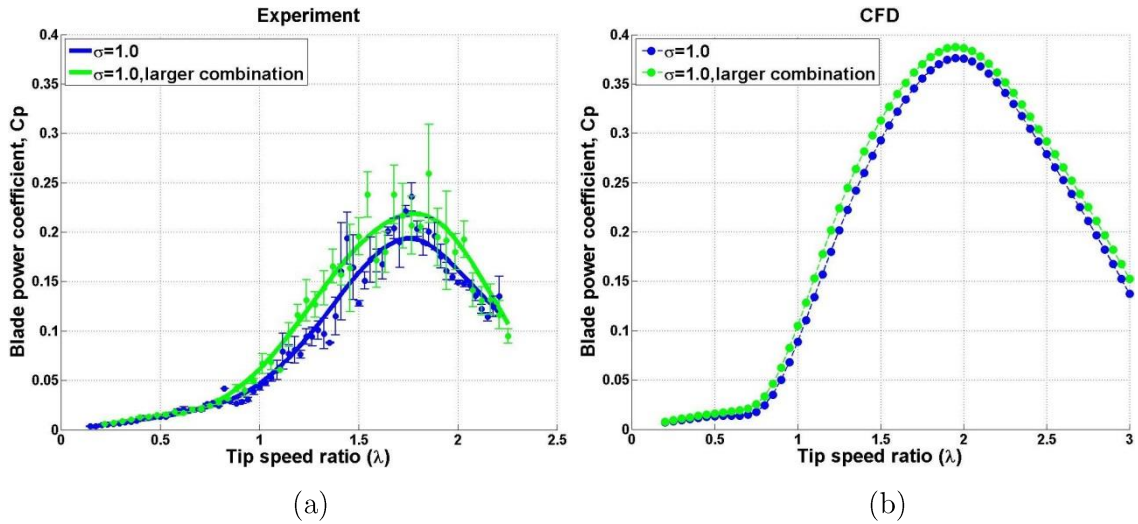 Experiment
0.4
0.35
0.3
0.25
0.2
0.15
0.1
0.05
0
0 0.5 1 1.5 2 2.5
Blade power coefficient, Cp
Tip speed ratio (λ)
σ=1.0
σ=1.0,larger combination
(a)
CFD
0.4
0.35
0.3
0.25
0.2
0.15
0.1
0.05
0
0 0.5 1 1.5 2 2.5 3
Blade power coefficient, Cp
Tip speed ratio (λ)
σ=1.0
σ=1.0,larger combination
(b)